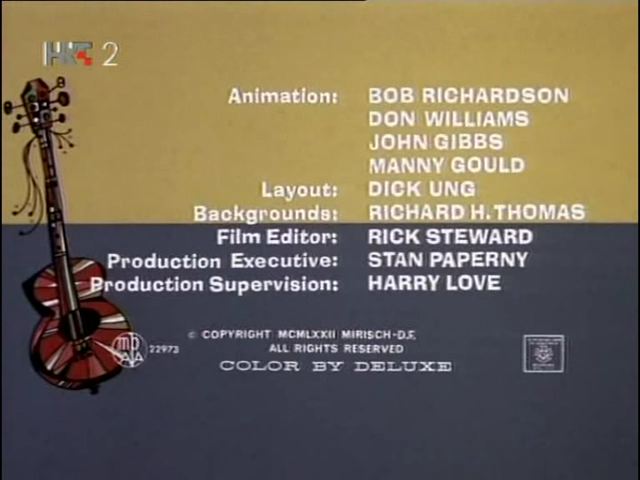 HRT 2
Animation: BOB RICHARDSON
DON WILLIAMS
JOHN GIBBS
MANNY GOULD
Layout: DICK UNG
Backgrounds: RICHARD H. THOMAS
Film Editor: RICK STEWARD
Production Executive: STAN PAPERNY
Production Supervision: HARRY LOVE
© COPYRIGHT MCMLXXII MIRISCH-D.F.
ALL RIGHTS RESERVED
COLOR BY DELUXE
22973